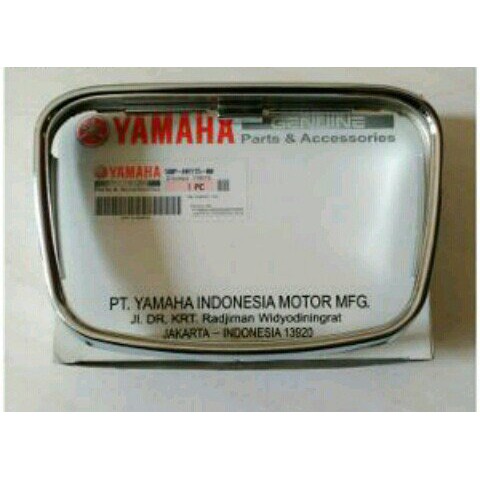 YAMAHA
GENUINE
Parts & Accessories
YAMAHA
1 PC
PT. YAMAHA INDONESIA MOTOR MFG.
Jl. DR. KRT. Radjiman Widyodiningrat
JAKARTA – INDONESIA 13920